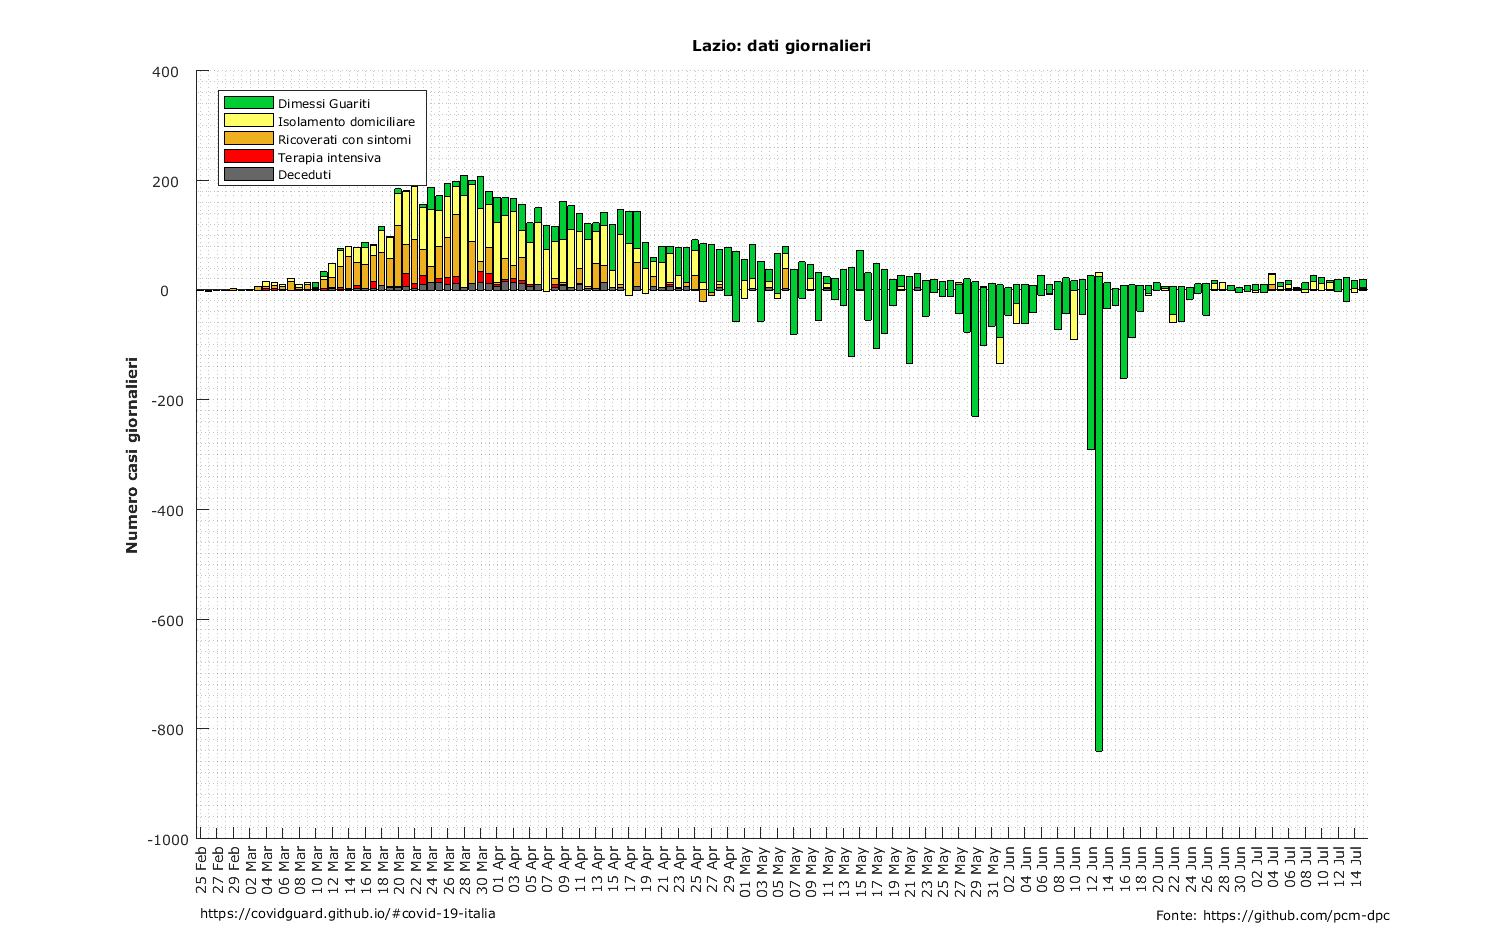 Lazio: dati giornalieri
400
200
0
-200
-400
-600
-800
-1000
Numero casi giornalieri
Dimessi Guariti
Isolamento domiciliare
Ricoverati con sintomi
Terapia intensiva
Deceduti
25 Feb
27 Feb
29 Feb
02 Mar
04 Mar
06 Mar
08 Mar
10 Mar
12 Mar
14 Mar
16 Mar
18 Mar
20 Mar
22 Mar
24 Mar
26 Mar
28 Mar
30 Mar
01 Apr
03 Apr
05 Apr
07 Apr
09 Apr
11 Apr
13 Apr
15 Apr
17 Apr
19 Apr
21 Apr
23 Apr
25 Apr
27 Apr
29 Apr
01 May
03 May
05 May
07 May
09 May
11 May
13 May
15 May
17 May
19 May
21 May
23 May
25 May
27 May
29 May
31 May
02 Jun
04 Jun
06 Jun
08 Jun
10 Jun
12 Jun
14 Jun
16 Jun
18 Jun
20 Jun
22 Jun
24 Jun
26 Jun
28 Jun
30 Jun
02 Jul
04 Jul
06 Jul
08 Jul
10 Jul
12 Jul
14 Jul
https://covidguard.github.io/#covid-19-italia
Fonte: https://github.com/pcm-dpc